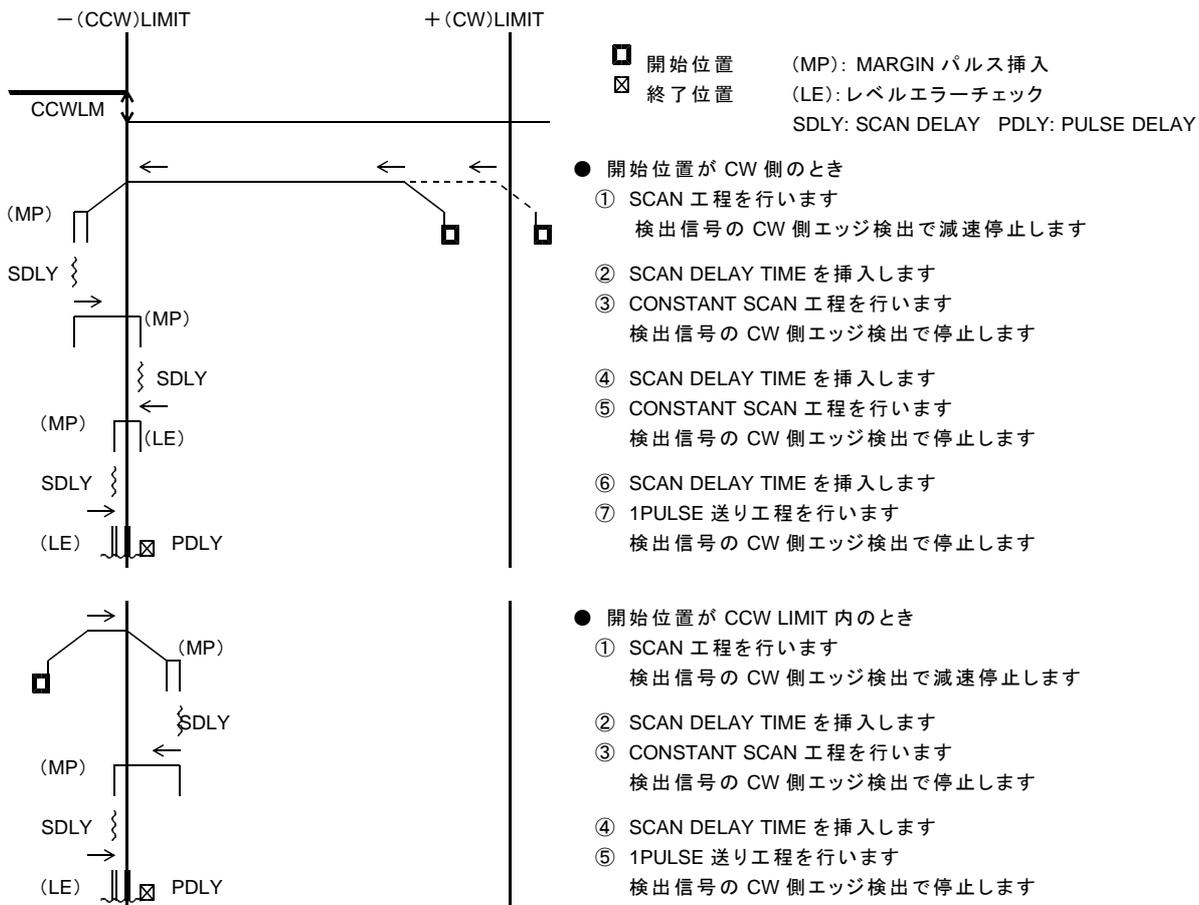 －(CCW)LIMIT
＋(CW)LIMIT
開始位置
(MP): MARGIN パルス挿入
終了位置
(LE):レベルエラーチェック
SDLY: SCAN DELAY PDLY: PULSE DELAY
CCWLM
● 開始位置が CW 側のとき
① SCAN 工程を行います
検出信号の CW 側エッジ検出で減速停止します
(MP)
SDLY
② SCAN DELAY TIME を挿入します
③ CONSTANT SCAN 工程を行います
検出信号の CW 側エッジ検出で停止します
(MP)
SDLY
④ SCAN DELAY TIME を挿入します
⑤ CONSTANT SCAN 工程を行います
検出信号の CW 側エッジ検出で停止します
(MP)
(LE)
SDLY
⑥ SCAN DELAY TIME を挿入します
⑦ 1PULSE 送り工程を行います
検出信号の CW 側エッジ検出で停止します
(LE)
PDLY
● 開始位置が CCW LIMIT 内のとき
① SCAN 工程を行います
検出信号の CW 側エッジ検出で減速停止します
(MP)
SDLY
② SCAN DELAY TIME を挿入します
③ CONSTANT SCAN 工程を行います
検出信号の CW 側エッジ検出で停止します
(MP)
SDLY
④ SCAN DELAY TIME を挿入します
⑤ 1PULSE 送り工程を行います
検出信号の CW 側エッジ検出で停止します
(LE)
PDLY